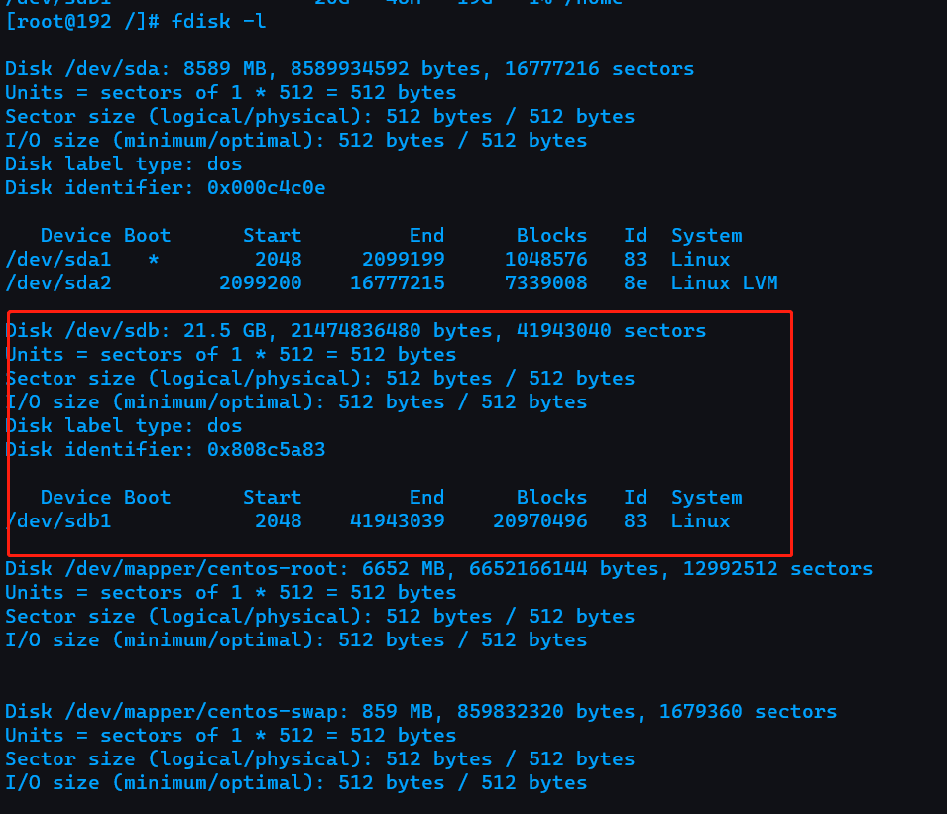 [root@192 /]# fdisk -l
Disk /dev/sda: 8589 MB, 8589934592 bytes, 16777216 sectors
Units = sectors of 1 * 512 = 512 bytes
Sector size (logical/physical): 512 bytes / 512 bytes
I/O size (minimum/optimal): 512 bytes / 512 bytes
Disk label type: dos
Disk identifier: 0x000c4c0e
Device Boot Start End Blocks Id System
/dev/sda1 * 2048 2099199 1048576 83 Linux
/dev/sda2 2099200 16777215 7339008 8e Linux LVM
Disk /dev/sdb: 21.5 GB, 21474836480 bytes, 41943040 sectors
Units = sectors of 1 * 512 = 512 bytes
Sector size (logical/physical): 512 bytes / 512 bytes
I/O size (minimum/optimal): 512 bytes / 512 bytes
Disk label type: dos
Disk identifier: 0x808c5a83
Device Boot Start End Blocks Id System
/dev/sdb1 2048 41943039 20970496 83 Linux
Disk /dev/mapper/centos-root: 6652 MB, 6652166144 bytes, 12992512 sectors
Units = sectors of 1 * 512 = 512 bytes
Sector size (logical/physical): 512 bytes / 512 bytes
I/O size (minimum/optimal): 512 bytes / 512 bytes
Disk /dev/mapper/centos-swap: 859 MB, 859832320 bytes, 1679360 sectors
Units = sectors of 1 * 512 = 512 bytes
Sector size (logical/physical): 512 bytes / 512 bytes
I/O size (minimum/optimal): 512 bytes / 512 bytes